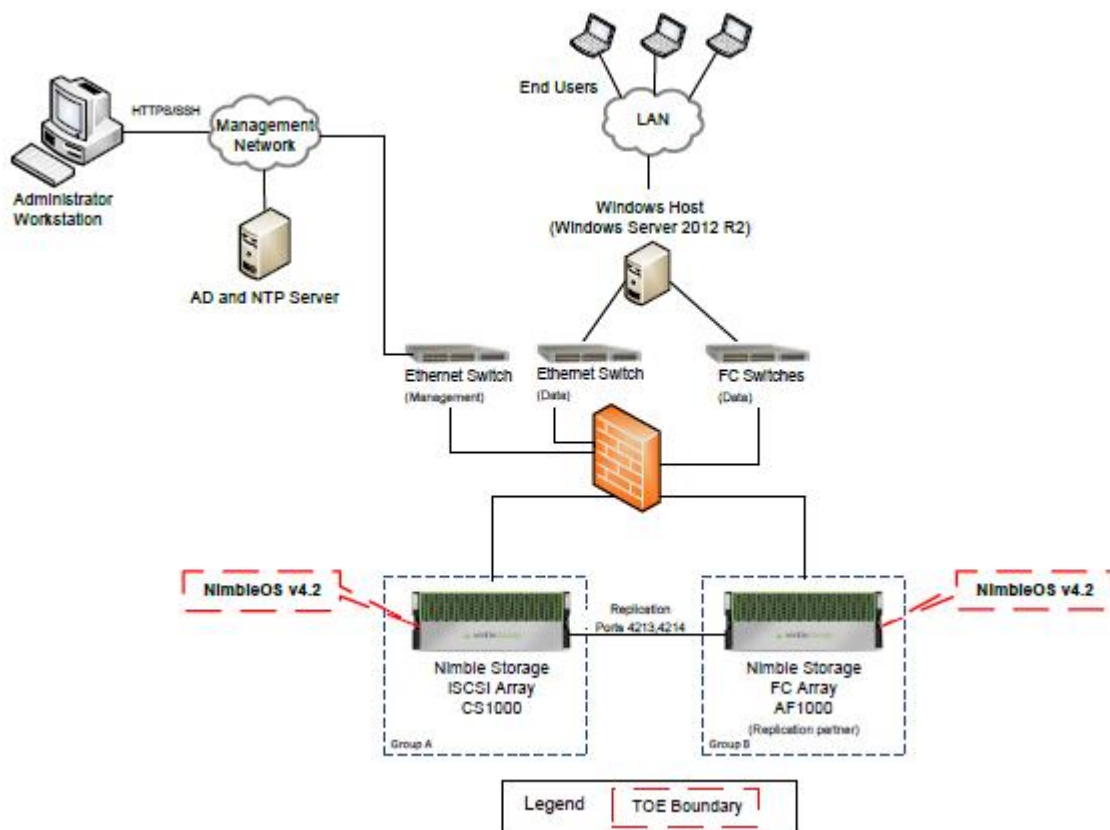 End Users
LAN
HTTPS/SSH
Management
Network
Administrator
Workstation
Windows Host
(Windows Server 2012 R2)
AD and NTP Server
Ethernet Switch
(Management)
Ethernet Switch
(Data)
FC Switches
(Data)
NimbleOS v4.2
Replication
Ports 4213,4214
NimbleOS v4.2
Nimble Storage
iSCSI Array
CS1000
Group A
Nimble Storage
FC Array
AF1000
(Replication partner)
Group B
Legend
TOE Boundary